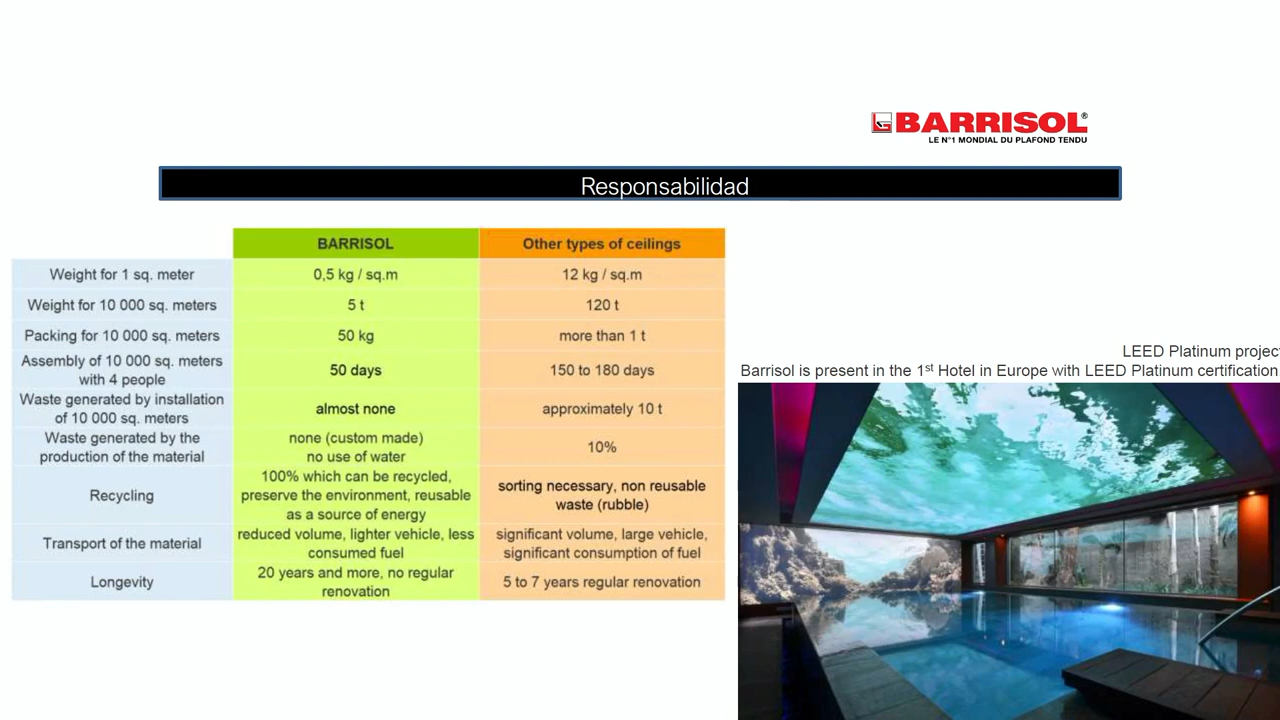 BARRISOL®
LE N°1 MONDIAL DU PLAFOND TENDU
Responsabilidad
BARRISOL Other types of ceilings
Weight for 1 sq. meter 0,5 kg / sq.m 12 kg / sq.m
Weight for 10 000 sq. meters 5 t 120 t
Packing for 10 000 sq. meters 50 kg more than 1 t
Assembly of 10 000 sq. meters
with 4 people 50 days 150 to 180 days
Waste generated by installation
of 10 000 sq. meters almost none approximately 10 t
Waste generated by the
production of the material none (custom made)
no use of water 10%
Recycling 100% which can be recycled,
preserve the environment, reusable
as a source of energy sorting necessary, non reusable
waste (rubble)
Transport of the material reduced volume, lighter vehicle, less
consumed fuel significant volume, large vehicle,
significant consumption of fuel
Longevity 20 years and more, no regular
renovation 5 to 7 years regular renovation
LEED Platinum project
Barrisol is present in the 1st Hotel in Europe with LEED Platinum certification